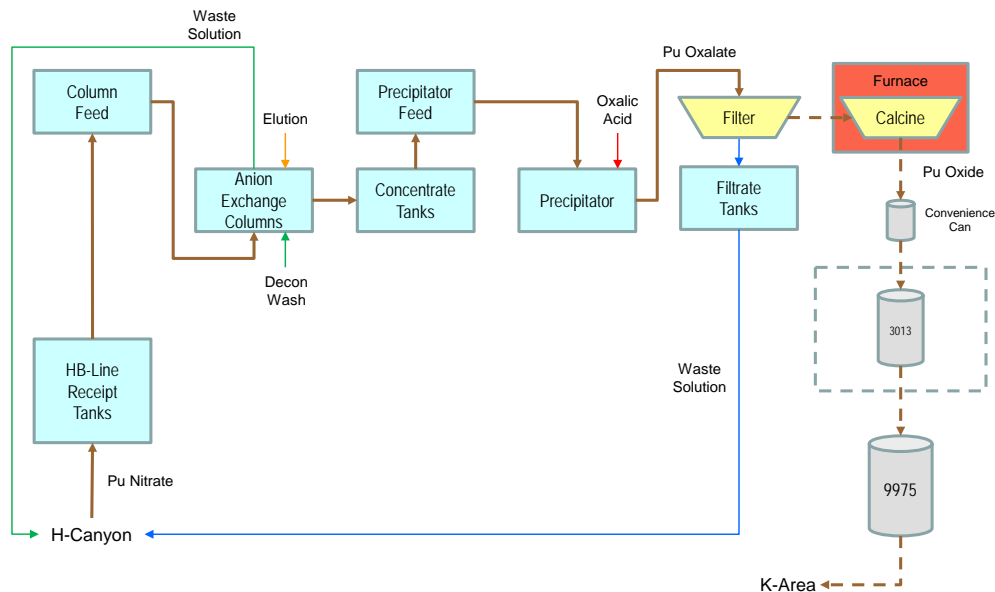 Waste
Solution
Column
Feed
Precipitator
Feed
Elution
Anion
Exchange
Columns
Concentrate
Tanks
Decon
Wash
Oxalic
Acid
Precipitator
Pu Oxalate
Filter
Filtrate
Tanks
Furnace
Calcine
Pu Oxide
Convenience
Can
3013
9975
K-Area
Waste
Solution
HB-Line
Receipt
Tanks
Pu Nitrate
H-Canyon